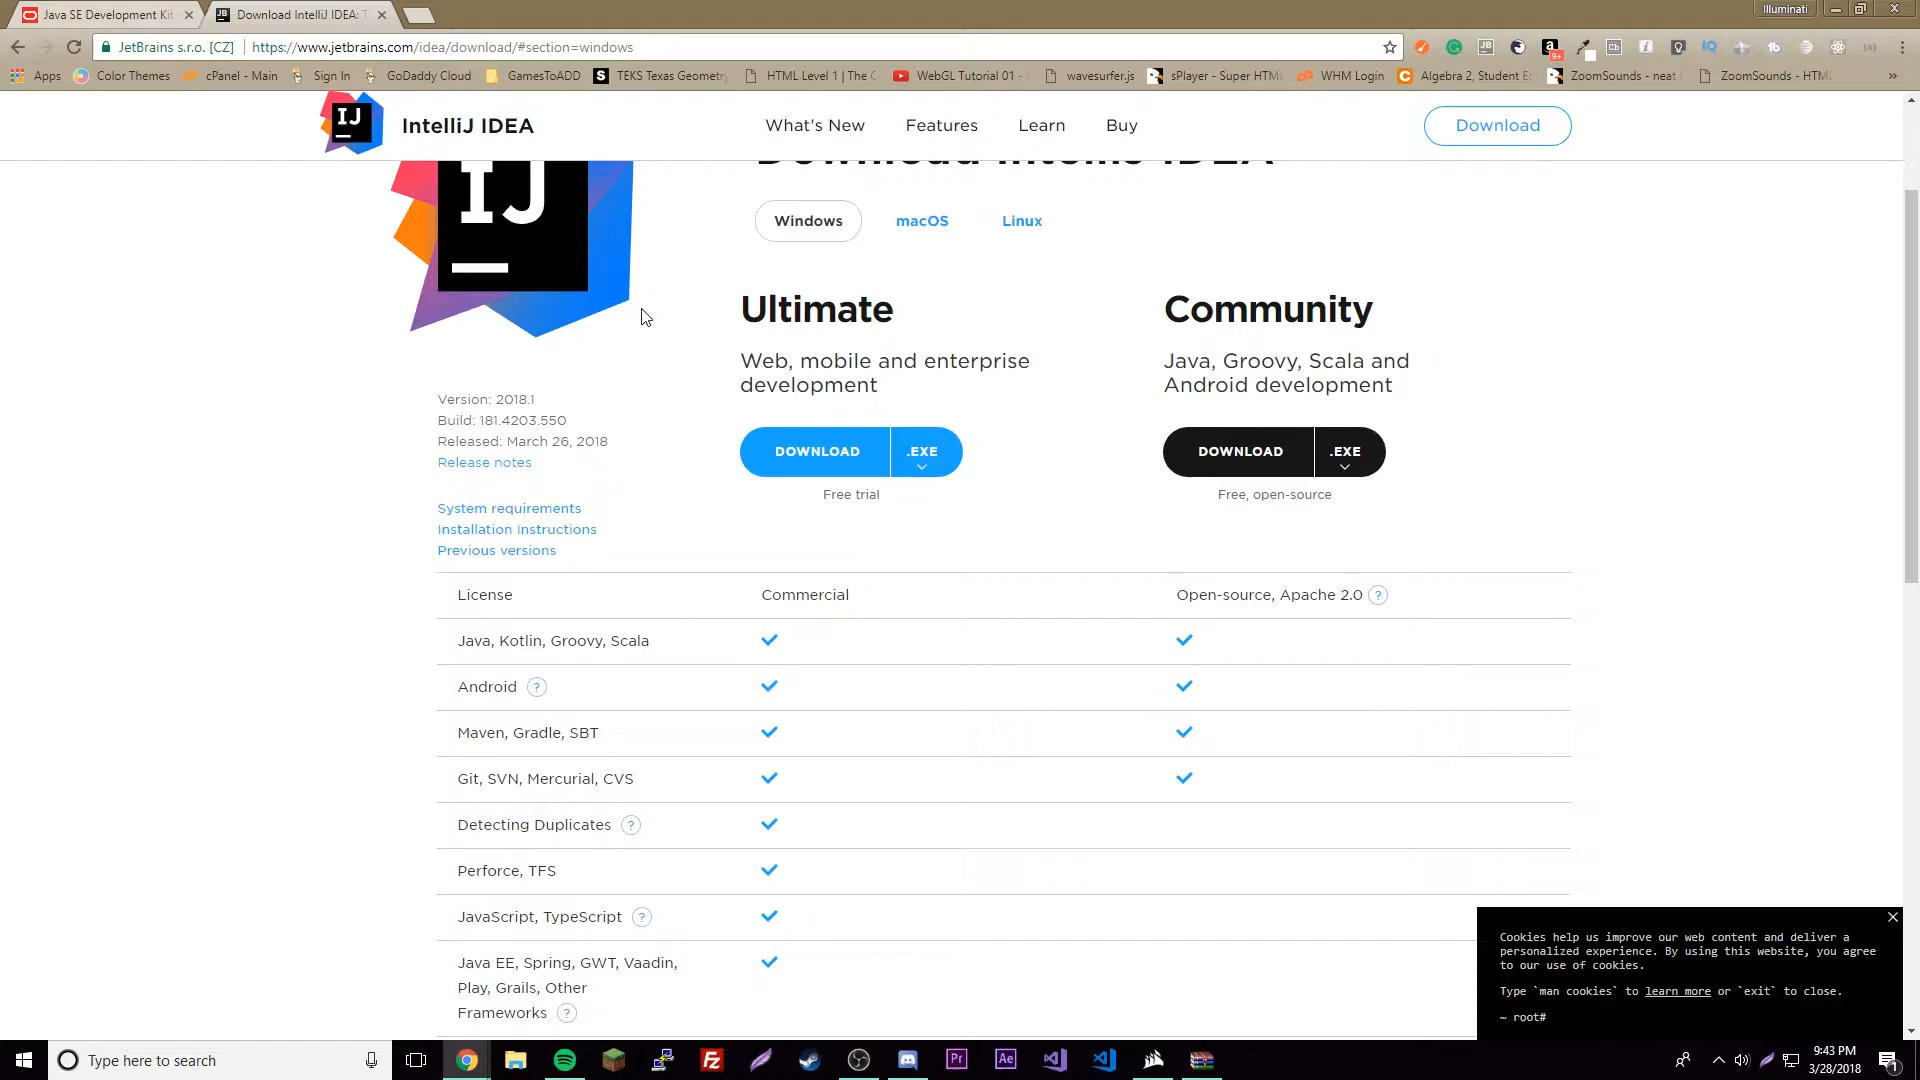 Java SE Development Kit
Download IntelliJ IDEA: T
Illuminati
JetBrains s.r.o. [CZ]
https://www.jetbrains.com/idea/download/#section=windows
Apps
Color Themes
cPanel - Main
Sign In
GoDaddy Cloud
GamesToADD
TEKS Texas Geometry
HTML Level 1 | The C
WebGL Tutorial 01 -
wavesurfer.js
sPlayer - Super HTML
WHM Login
Algebra 2, Student Ed
ZoomSounds - neat
ZoomSounds - HTML
IJ
IntelliJ IDEA
What's New
Features
Learn
Buy
Download
Download IntelliJ IDEA
IJ
Windows
macOS
Linux
Ultimate
Web, mobile and enterprise
development
DOWNLOAD
.EXE
Free trial
Community
Java, Groovy, Scala and
Android development
DOWNLOAD
.EXE
Free, open-source
Version: 2018.1
Build: 181.4203.550
Released: March 26, 2018
Release notes
System requirements
Installation Instructions
Previous versions
License
Commercial
Open-source, Apache 2.0 ?
Java, Kotlin, Groovy, Scala
Android ?
Maven, Gradle, SBT
Git, SVN, Mercurial, CVS
Detecting Duplicates ?
Perforce, TFS
JavaScript, TypeScript ?
Java EE, Spring, GWT, Vaadin,
Play, Grails, Other
Frameworks ?
Cookies help us improve our web content and deliver a
personalized experience. By using this website, you agree
to our use of cookies.
Type `man cookies` to learn more or `exit` to close.
~ root#
Type here to search
Pr
Ae
9:43 PM
3/28/2018
1